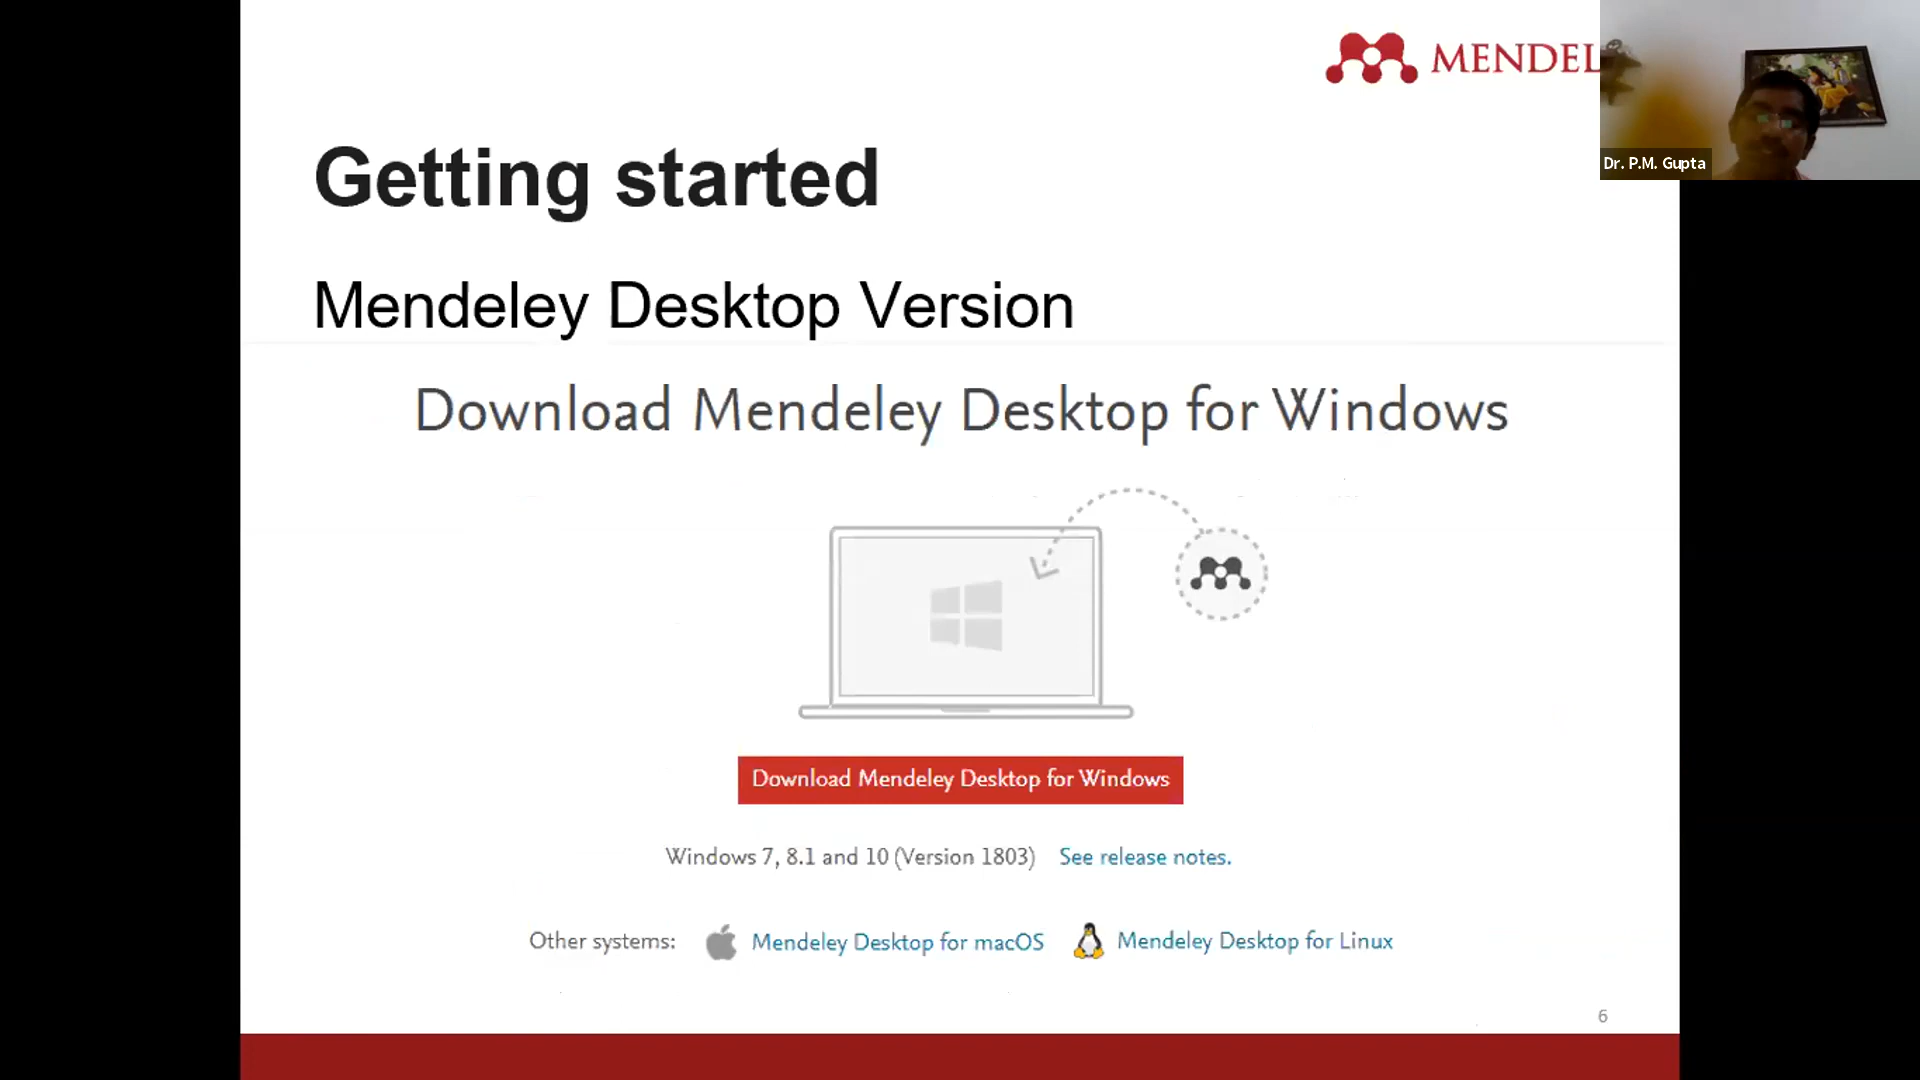 MENDEL
Dr. P.M. Gupta
Getting started
Mendeley Desktop Version
Download Mendeley Desktop for Windows
Download Mendeley Desktop for Windows
Windows 7, 8.1 and 10 (Version 1803) See release notes.
Other systems: Mendeley Desktop for macOS Mendeley Desktop for Linux
6